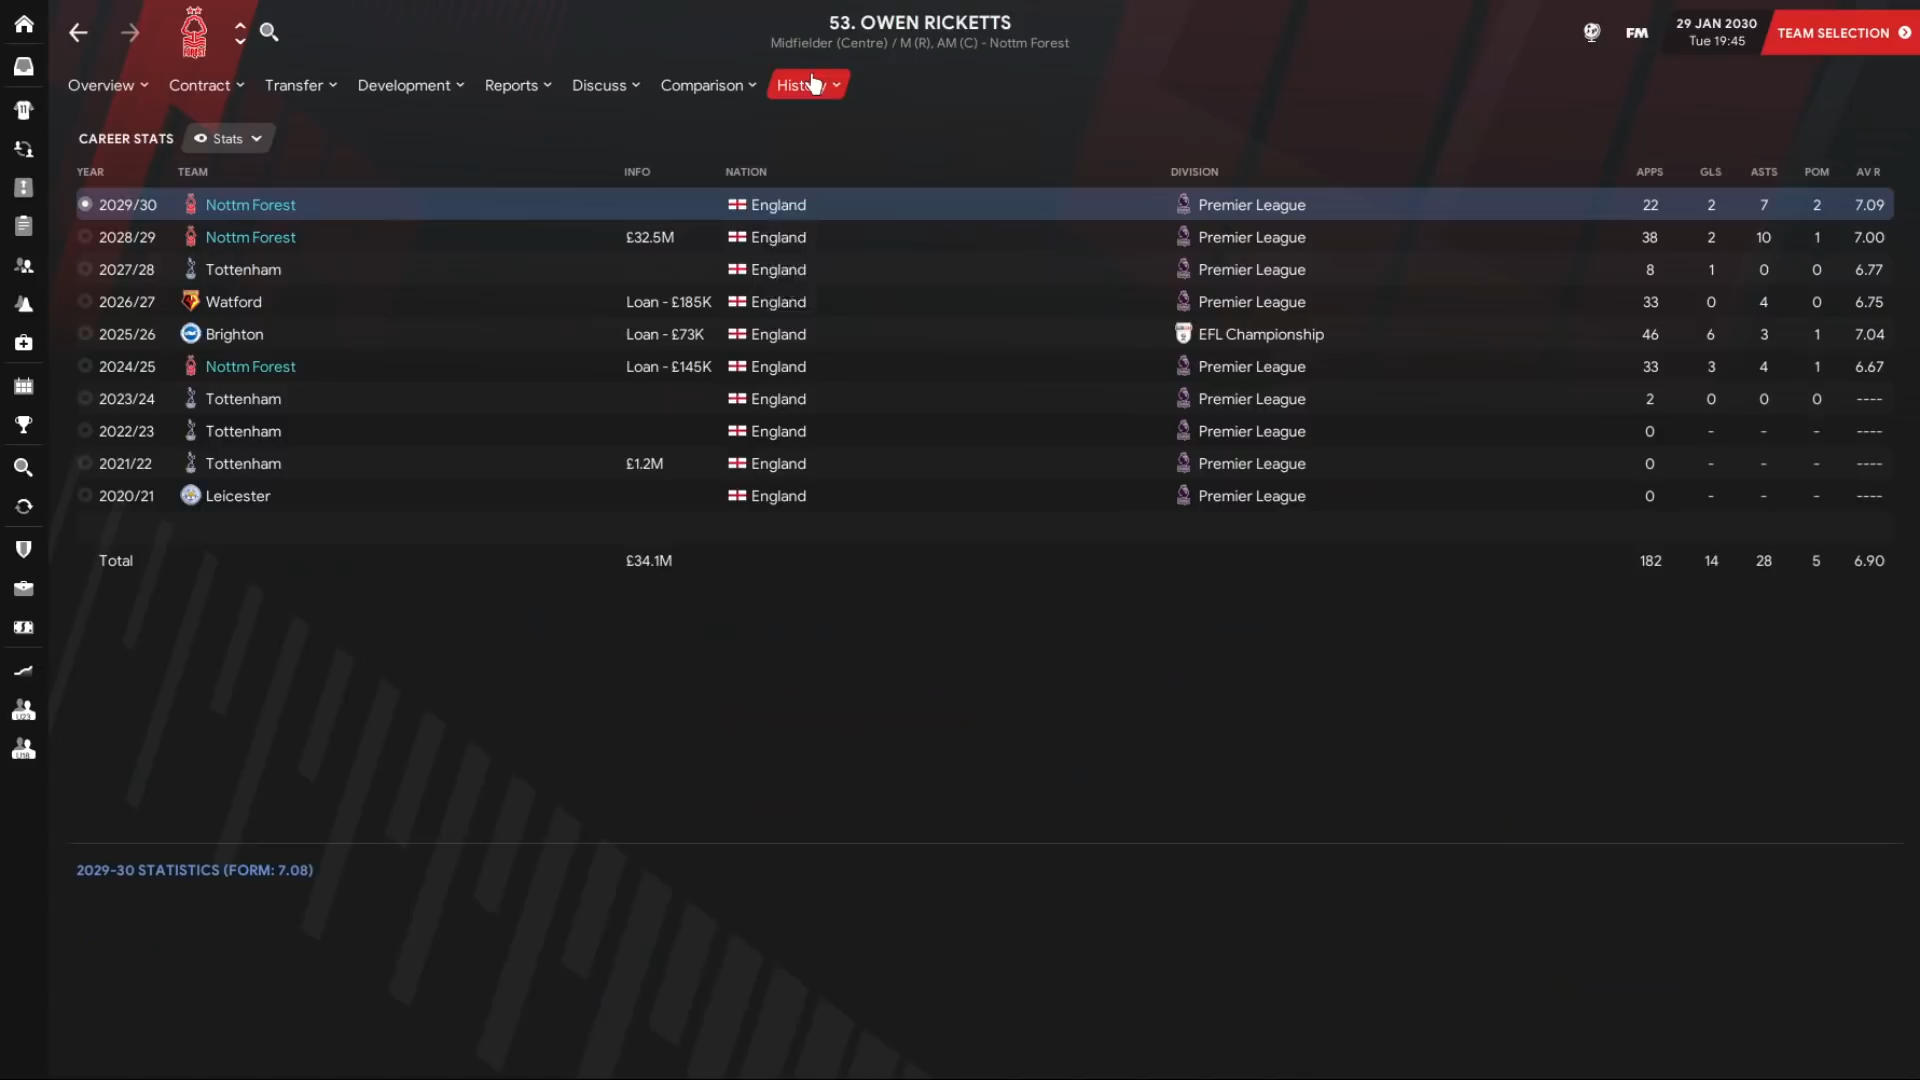 53. OWEN RICKETTS
Midfielder (Centre) / M (R), AM (C) - Nottm Forest
FM
29 JAN 2030
Tue 19:45
TEAM SELECTION
Overview Contract Transfer Development Reports Discuss Comparison
CAREER STATS Stats
YEAR TEAM INFO NATION DIVISION APPS GLS ASTS POM AV R
2029/30 Nottm Forest England Premier League 22 2 7 2 7.09
2028/29 Nottm Forest £32.5M England Premier League 38 2 10 1 7.00
2027/28 Tottenham England Premier League 8 1 0 0 6.77
2026/27 Watford Loan - £185K England Premier League 33 0 4 0 6.75
2025/26 Brighton Loan - £73K England EFL Championship 46 6 3 1 7.04
2024/25 Nottm Forest Loan - £145K England Premier League 33 3 4 1 6.67
2023/24 Tottenham England Premier League 2 0 0 0 ----
2022/23 Tottenham England Premier League 0 - - - ----
2021/22 Tottenham £1.2M England Premier League 0 - - - ----
2020/21 Leicester England Premier League 0 - - - ----
Total £34.1M 182 14 28 5 6.90
2029-30 STATISTICS (FORM: 7.08)
FOREST
11
U23
U18